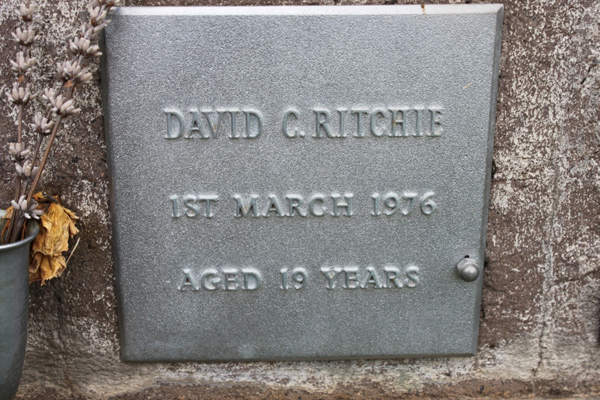 DAVID C. RITCHIE
1ST MARCH 1976
AGED 19 YEARS